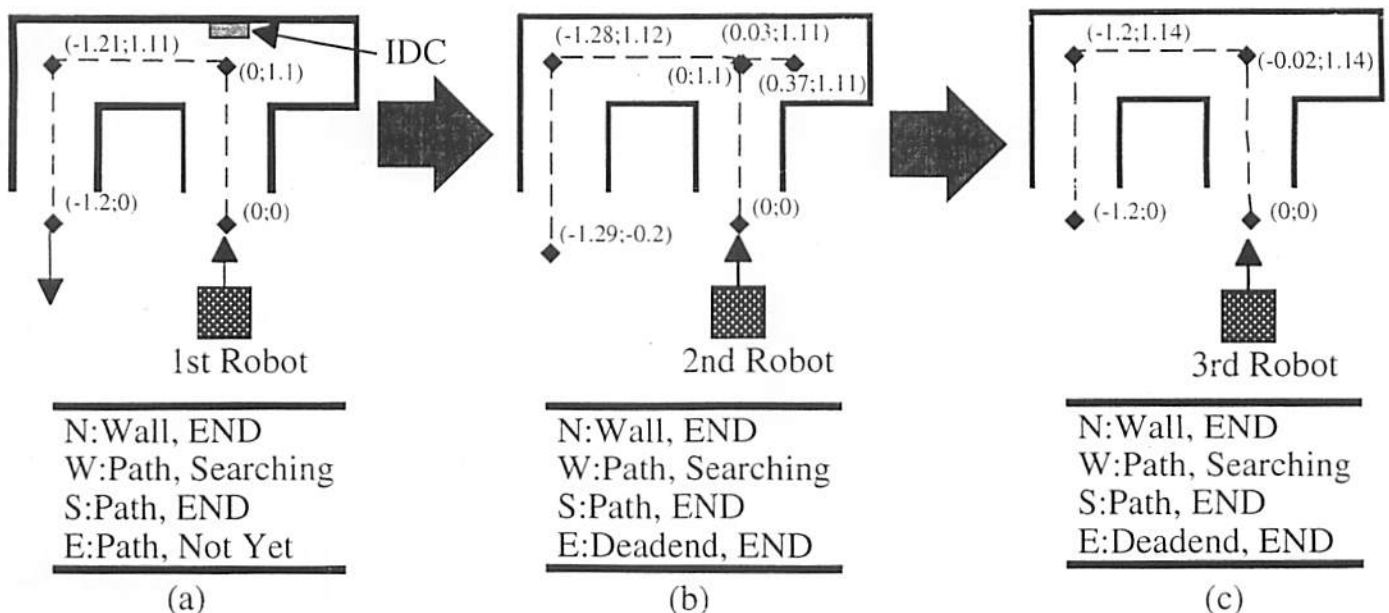 (-1.21;1.11)
IDC
(0;1.1)
(-1.2;0)
(0;0)
1st Robot
N:Wall, END
W:Path, Searching
S:Path, END
E:Path, Not Yet
(a)
(-1.28;1.12)
(0.03;1.11)
(0;1.1)
(0.37;1.11)
(0;0)
(-1.29;-0.2)
2nd Robot
N:Wall, END
W:Path, Searching
S:Path, END
E:Deadend, END
(b)
(-1.2;1.14)
(-0.02;1.14)
(-1.2;0)
(0;0)
3rd Robot
N:Wall, END
W:Path, Searching
S:Path, END
E:Deadend, END
(c)